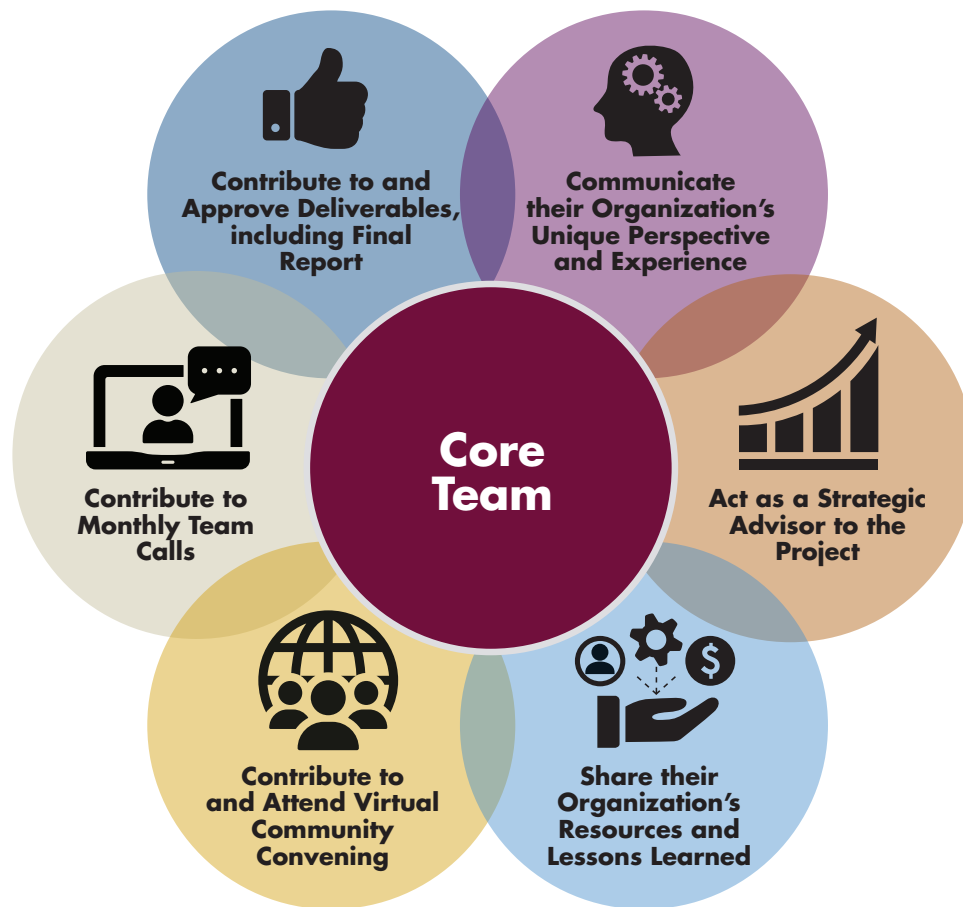 Contribute to and
Approve Deliverables,
including Final
Report
Communicate
their Organization’s
Unique Perspective
and Experience
Contribute to
Monthly Team
Calls
Core
Team
Act as a Strategic
Advisor to the
Project
Contribute to
and Attend Virtual
Community
Convening
$
Share their
Organization’s
Resources and
Lessons Learned